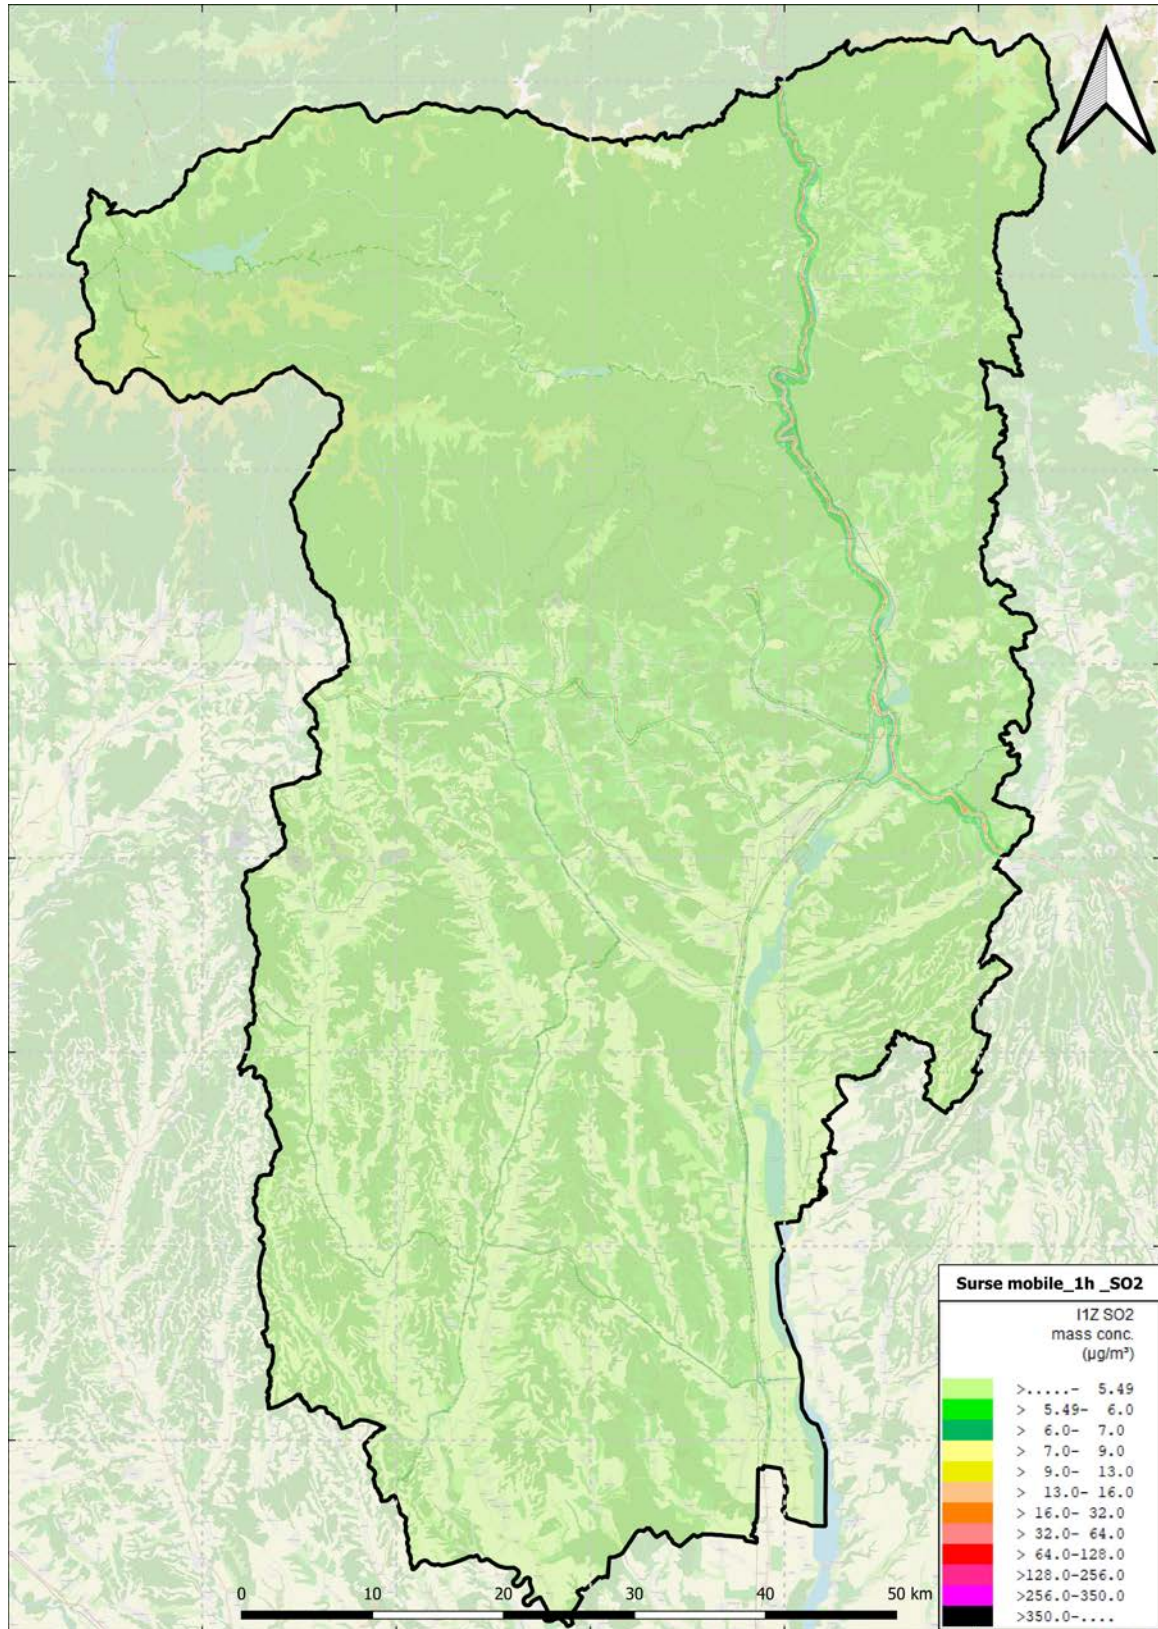 Surse mobile_1h _SO2
I1Z SO2
mass conc.
(µg/m³)
>.....- 5.49
> 5.49- 6.0
> 6.0- 7.0
> 7.0- 9.0
> 9.0- 13.0
> 13.0- 16.0
> 16.0- 32.0
> 32.0- 64.0
> 64.0-128.0
>128.0-256.0
>256.0-350.0
>350.0-....
0 10 20 30 40 50 km